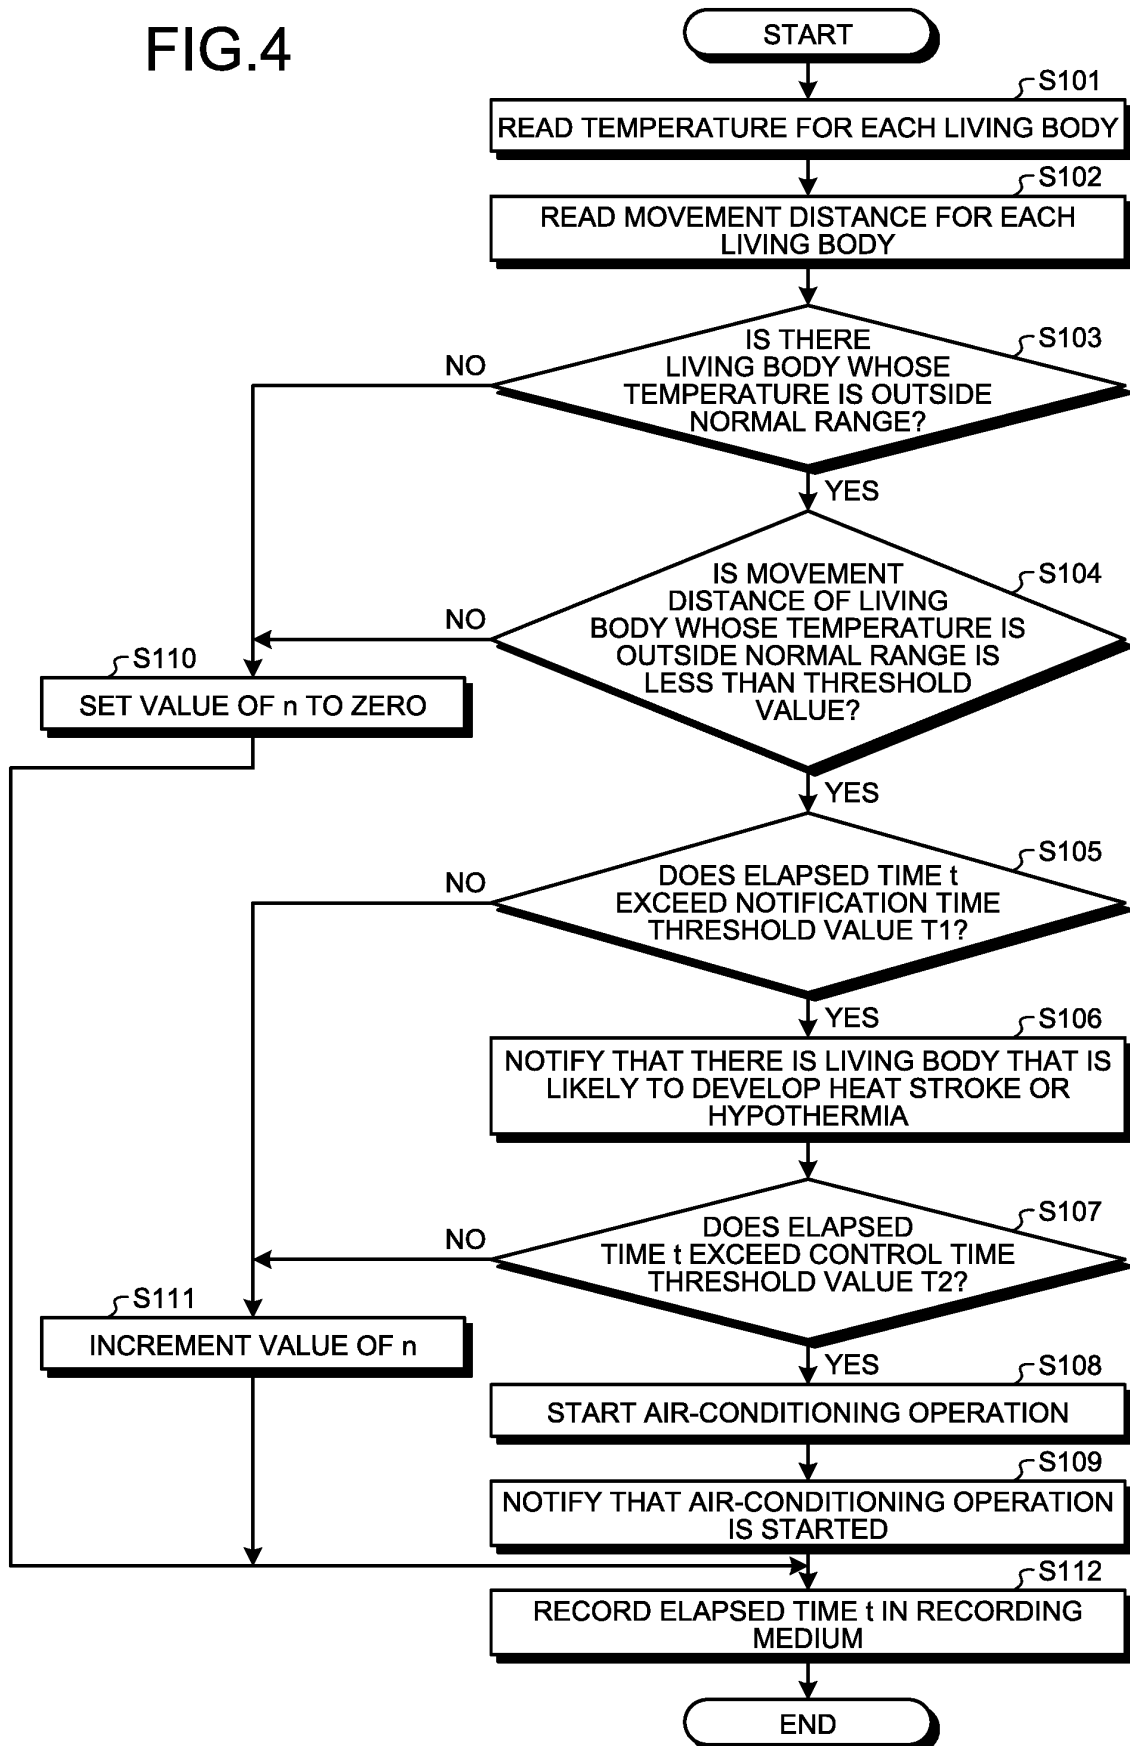 FIG.4
START
S101
READ TEMPERATURE FOR EACH LIVING BODY
S102
READ MOVEMENT DISTANCE FOR EACH
LIVING BODY
S103
IS THERE
LIVING BODY WHOSE
TEMPERATURE IS OUTSIDE
NORMAL RANGE?
NO
YES
S104
IS MOVEMENT
DISTANCE OF LIVING
BODY WHOSE TEMPERATURE IS
OUTSIDE NORMAL RANGE IS
LESS THAN THRESHOLD
VALUE?
NO
S110
SET VALUE OF n TO ZERO
YES
S105
DOES ELAPSED TIME t
EXCEED NOTIFICATION TIME
THRESHOLD VALUE T1?
NO
YES
S106
NOTIFY THAT THERE IS LIVING BODY THAT IS
LIKELY TO DEVELOP HEAT STROKE OR
HYPOTHERMIA
S107
DOES ELAPSED
TIME t EXCEED CONTROL TIME
THRESHOLD VALUE T2?
NO
S111
INCREMENT VALUE OF n
YES
S108
START AIR-CONDITIONING OPERATION
S109
NOTIFY THAT AIR-CONDITIONING OPERATION
IS STARTED
S112
RECORD ELAPSED TIME t IN RECORDING
MEDIUM
END